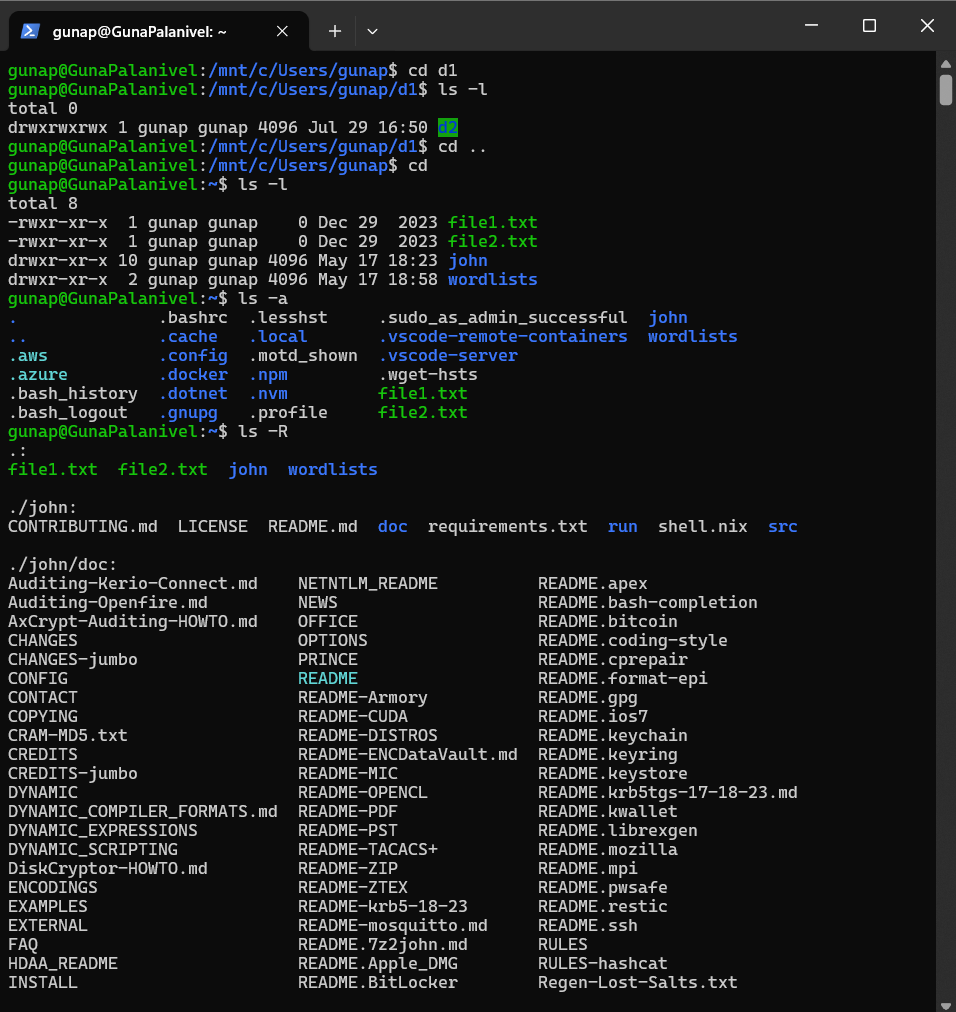 gunap@GunaPalanivel: ~
gunap@GunaPalanivel:/mnt/c/Users/gunap$ cd d1
gunap@GunaPalanivel:/mnt/c/Users/gunap/d1$ ls -l
total 0
drwxrwxrwx 1 gunap gunap 4096 Jul 29 16:50 d2
gunap@GunaPalanivel:/mnt/c/Users/gunap/d1$ cd ..
gunap@GunaPalanivel:/mnt/c/Users/gunap$ cd
gunap@GunaPalanivel:~$ ls -l
total 8
-rwxr-xr-x  1 gunap gunap    0 Dec 29  2023 file1.txt
-rwxr-xr-x  1 gunap gunap    0 Dec 29  2023 file2.txt
drwxr-xr-x 10 gunap gunap 4096 May 17 18:23 john
drwxr-xr-x  2 gunap gunap 4096 May 17 18:58 wordlists
gunap@GunaPalanivel:~$ ls -a
.              .bashrc  .lesshst     .sudo_as_admin_successful  john
..             .cache   .local       .vscode-remote-containers  wordlists
.aws           .config  .motd_shown  .vscode-server
.azure         .docker  .npm         .wget-hsts
.bash_history  .dotnet  .nvm         file1.txt
.bash_logout   .gnupg   .profile     file2.txt
gunap@GunaPalanivel:~$ ls -R
.:
file1.txt  file2.txt  john  wordlists

./john:
CONTRIBUTING.md  LICENSE  README.md  doc  requirements.txt  run  shell.nix  src

./john/doc:
Auditing-Kerio-Connect.md    NETNTLM_README          README.apex
Auditing-Openfire.md         NEWS                    README.bash-completion
AxCrypt-Auditing-HOWTO.md    OFFICE                  README.bitcoin
CHANGES                      OPTIONS                 README.coding-style
CHANGES-jumbo                PRINCE                  README.cprepair
CONFIG                       README                  README.format-epi
CONTACT                      README-Armory           README.gpg
COPYING                      README-CUDA             README.ios7
CRAM-MD5.txt                 README-DISTROS          README.keychain
CREDITS                      README-ENCDataVault.md  README.keyring
CREDITS-jumbo                README-MIC              README.keystore
DYNAMIC                      README-OPENCL           README.krb5tgs-17-18-23.md
DYNAMIC_COMPILER_FORMATS.md  README-PDF              README.kwallet
DYNAMIC_EXPRESSIONS          README-PST              README.librexgen
DYNAMIC_SCRIPTING            README-TACACS+          README.mozilla
DiskCryptor-HOWTO.md         README-ZIP              README.mpi
ENCODINGS                    README-ZTEX             README.pwsafe
EXAMPLES                     README-krb5-18-23       README.restic
EXTERNAL                     README-mosquitto.md     README.ssh
FAQ                          README.7z2john.md       RULES
HDAA_README                  README.Apple_DMG        RULES-hashcat
INSTALL                      README.BitLocker        Regen-Lost-Salts.txt